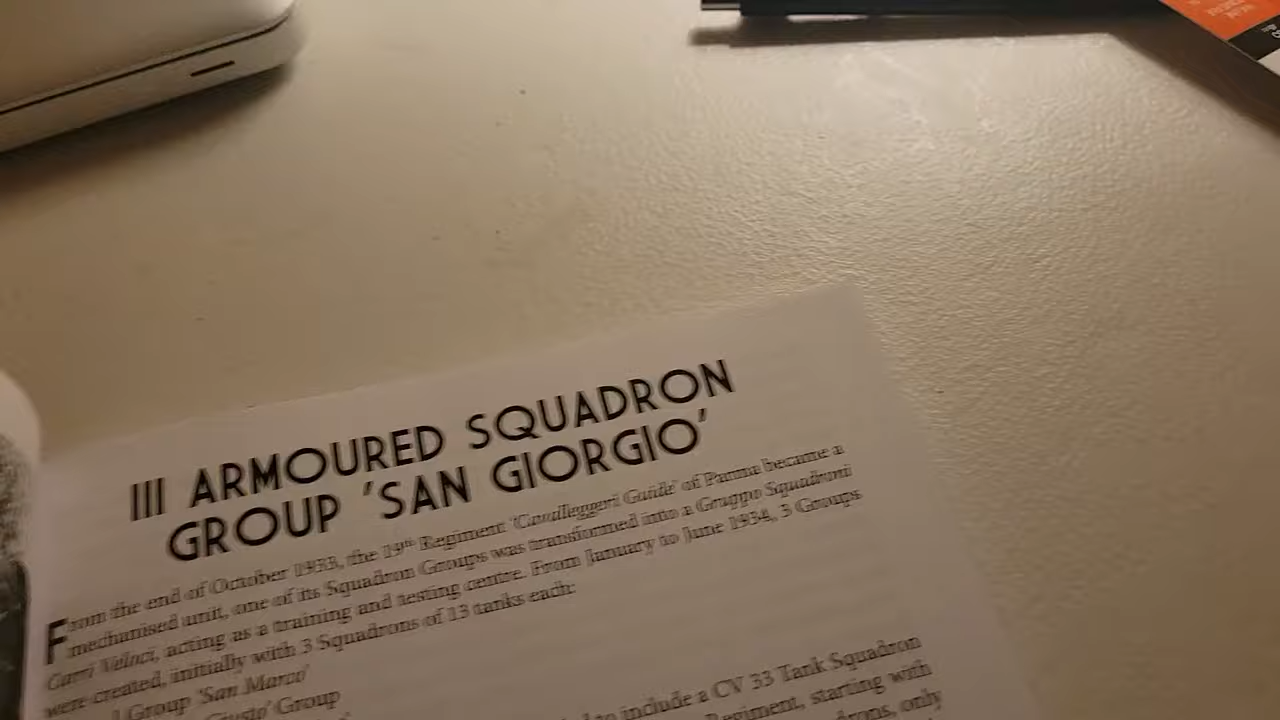 III ARMOURED SQUADRON
GROUP 'SAN GIORGIO'
From the end of October 1933, the 19th Regiment 'Cavalleggeri Guide' of Parma became a
mechanised unit, one of its Squadron Groups was transformed into a Gruppo Squadroni
Carri Veloci, acting as a training and testing centre. From January to June 1934, 3 Groups
were created, initially with 3 Squadrons of 13 tanks each:
Group 'San Marco'
Giusto' Group
to include a CV 33 Tank Squadron
Regiment, starting with
only